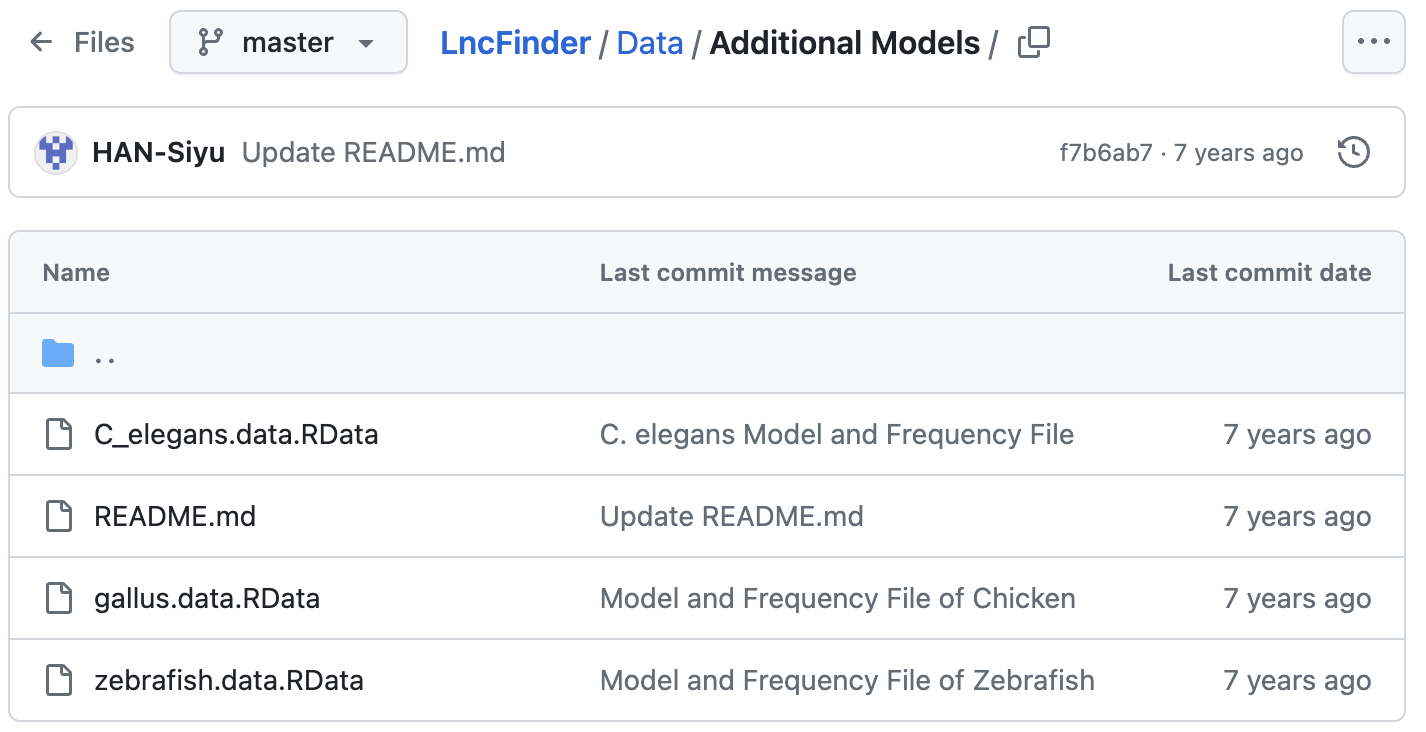 Files master LncFinder / Data / Additional Models /
HAN-Siyu Update README.md f7b6ab7 · 7 years ago
Name Last commit message Last commit date
..
C_elegans.data.RData C. elegans Model and Frequency File 7 years ago
README.md Update README.md 7 years ago
gallus.data.RData Model and Frequency File of Chicken 7 years ago
zebrafish.data.RData Model and Frequency File of Zebrafish 7 years ago